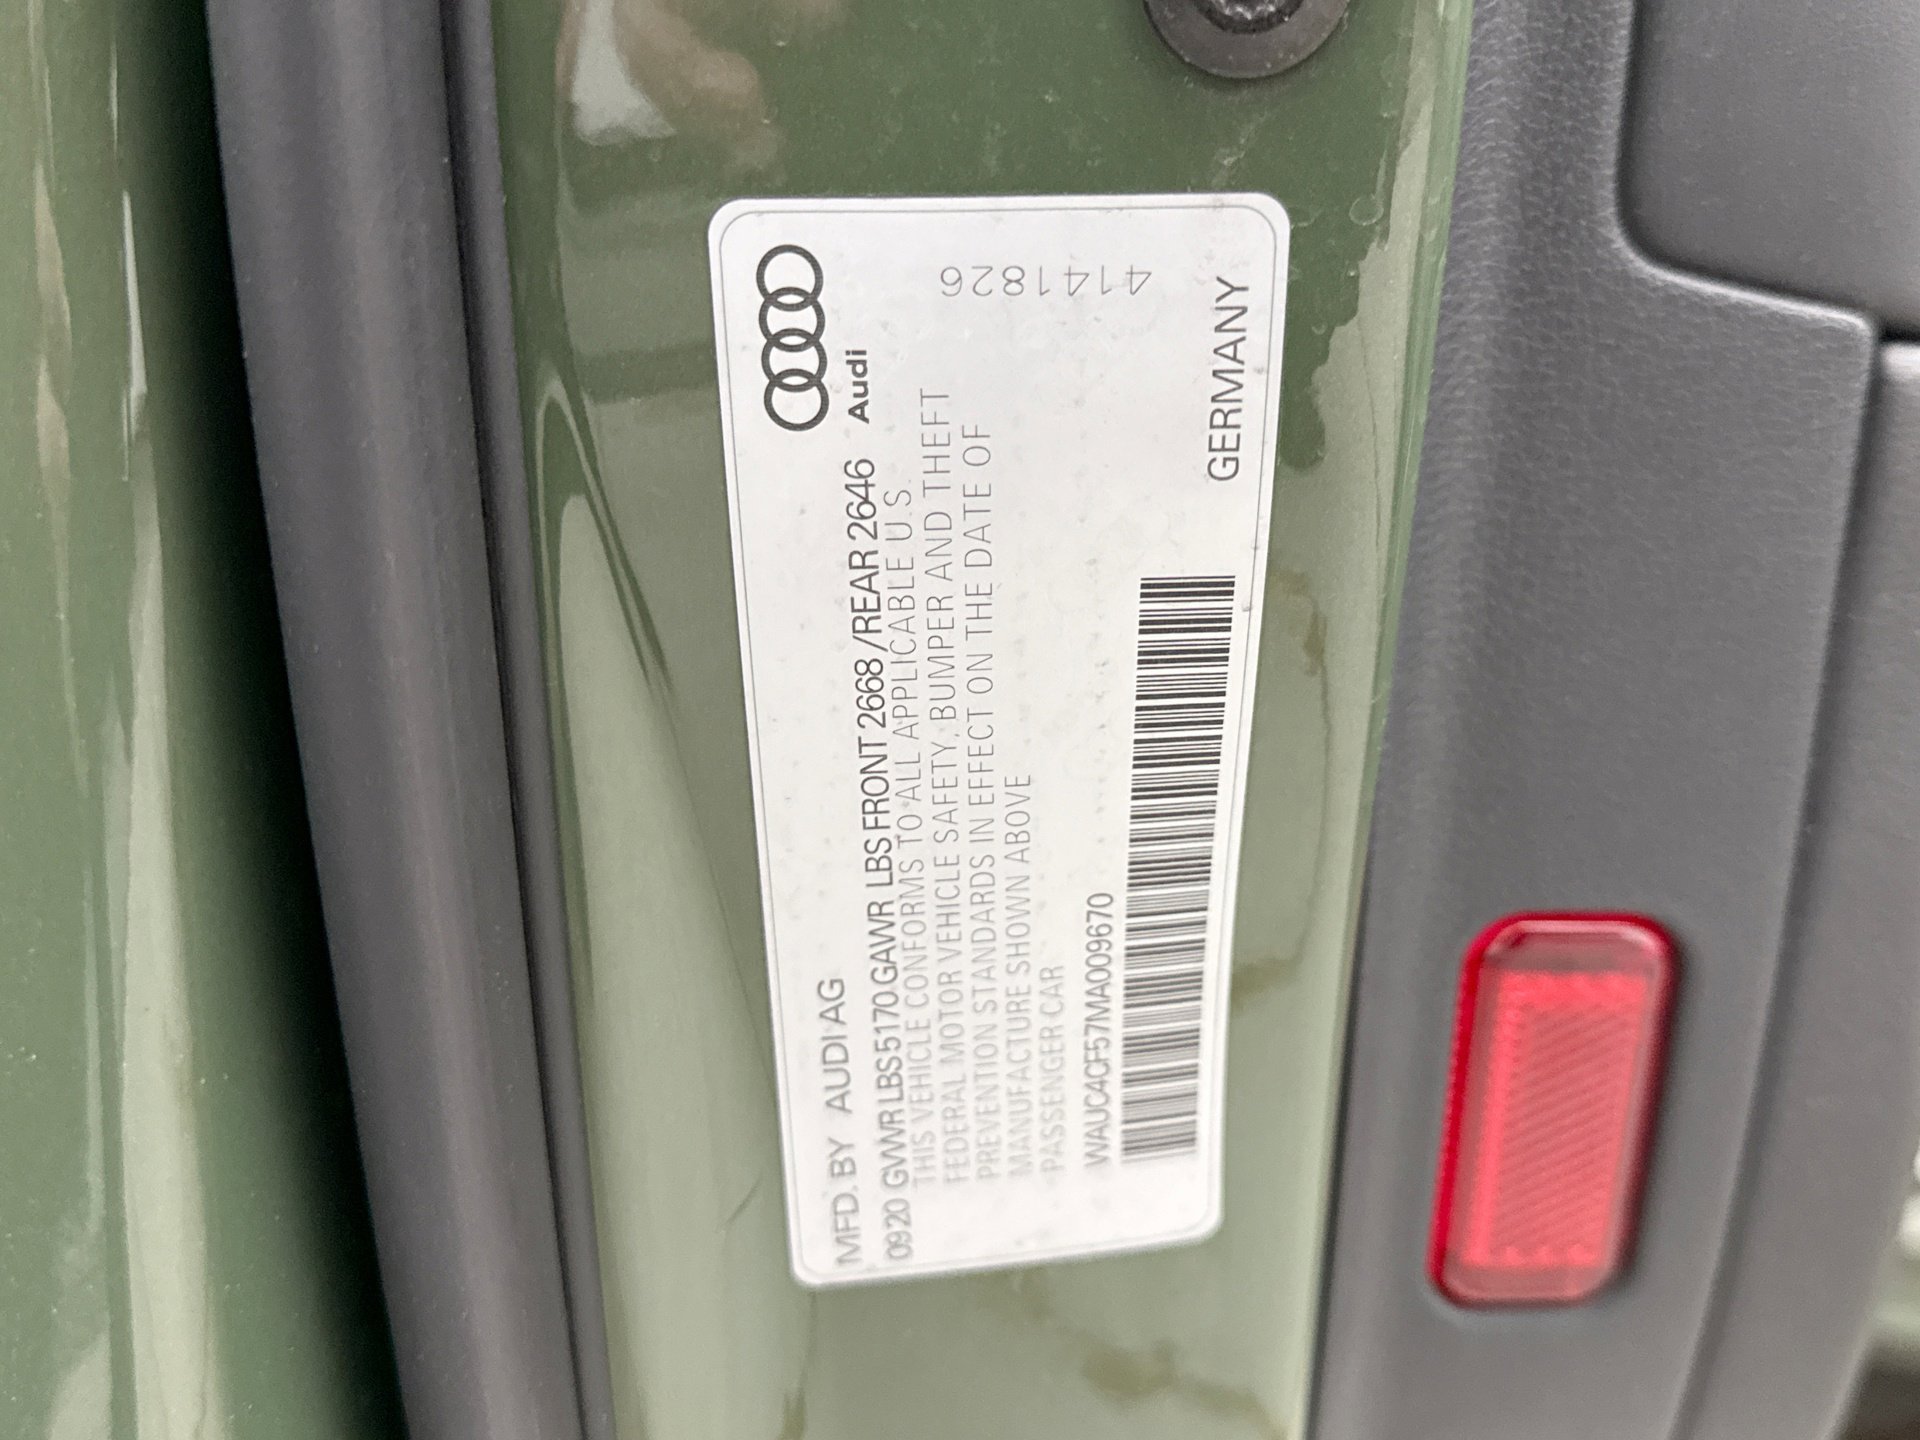 MFD. BY AUDI AG
Audi
0920 GVWR LBS 5170 GAWR LBS FRONT 2668 / REAR 2646
THIS VEHICLE CONFORMS TO ALL APPLICABLE U.S.
FEDERAL MOTOR VEHICLE SAFETY, BUMPER AND THEFT
PREVENTION STANDARDS IN EFFECT ON THE DATE OF
MANUFACTURE SHOWN ABOVE
PASSENGER CAR
WAUC4CF57MA009670
GERMANY
4141826